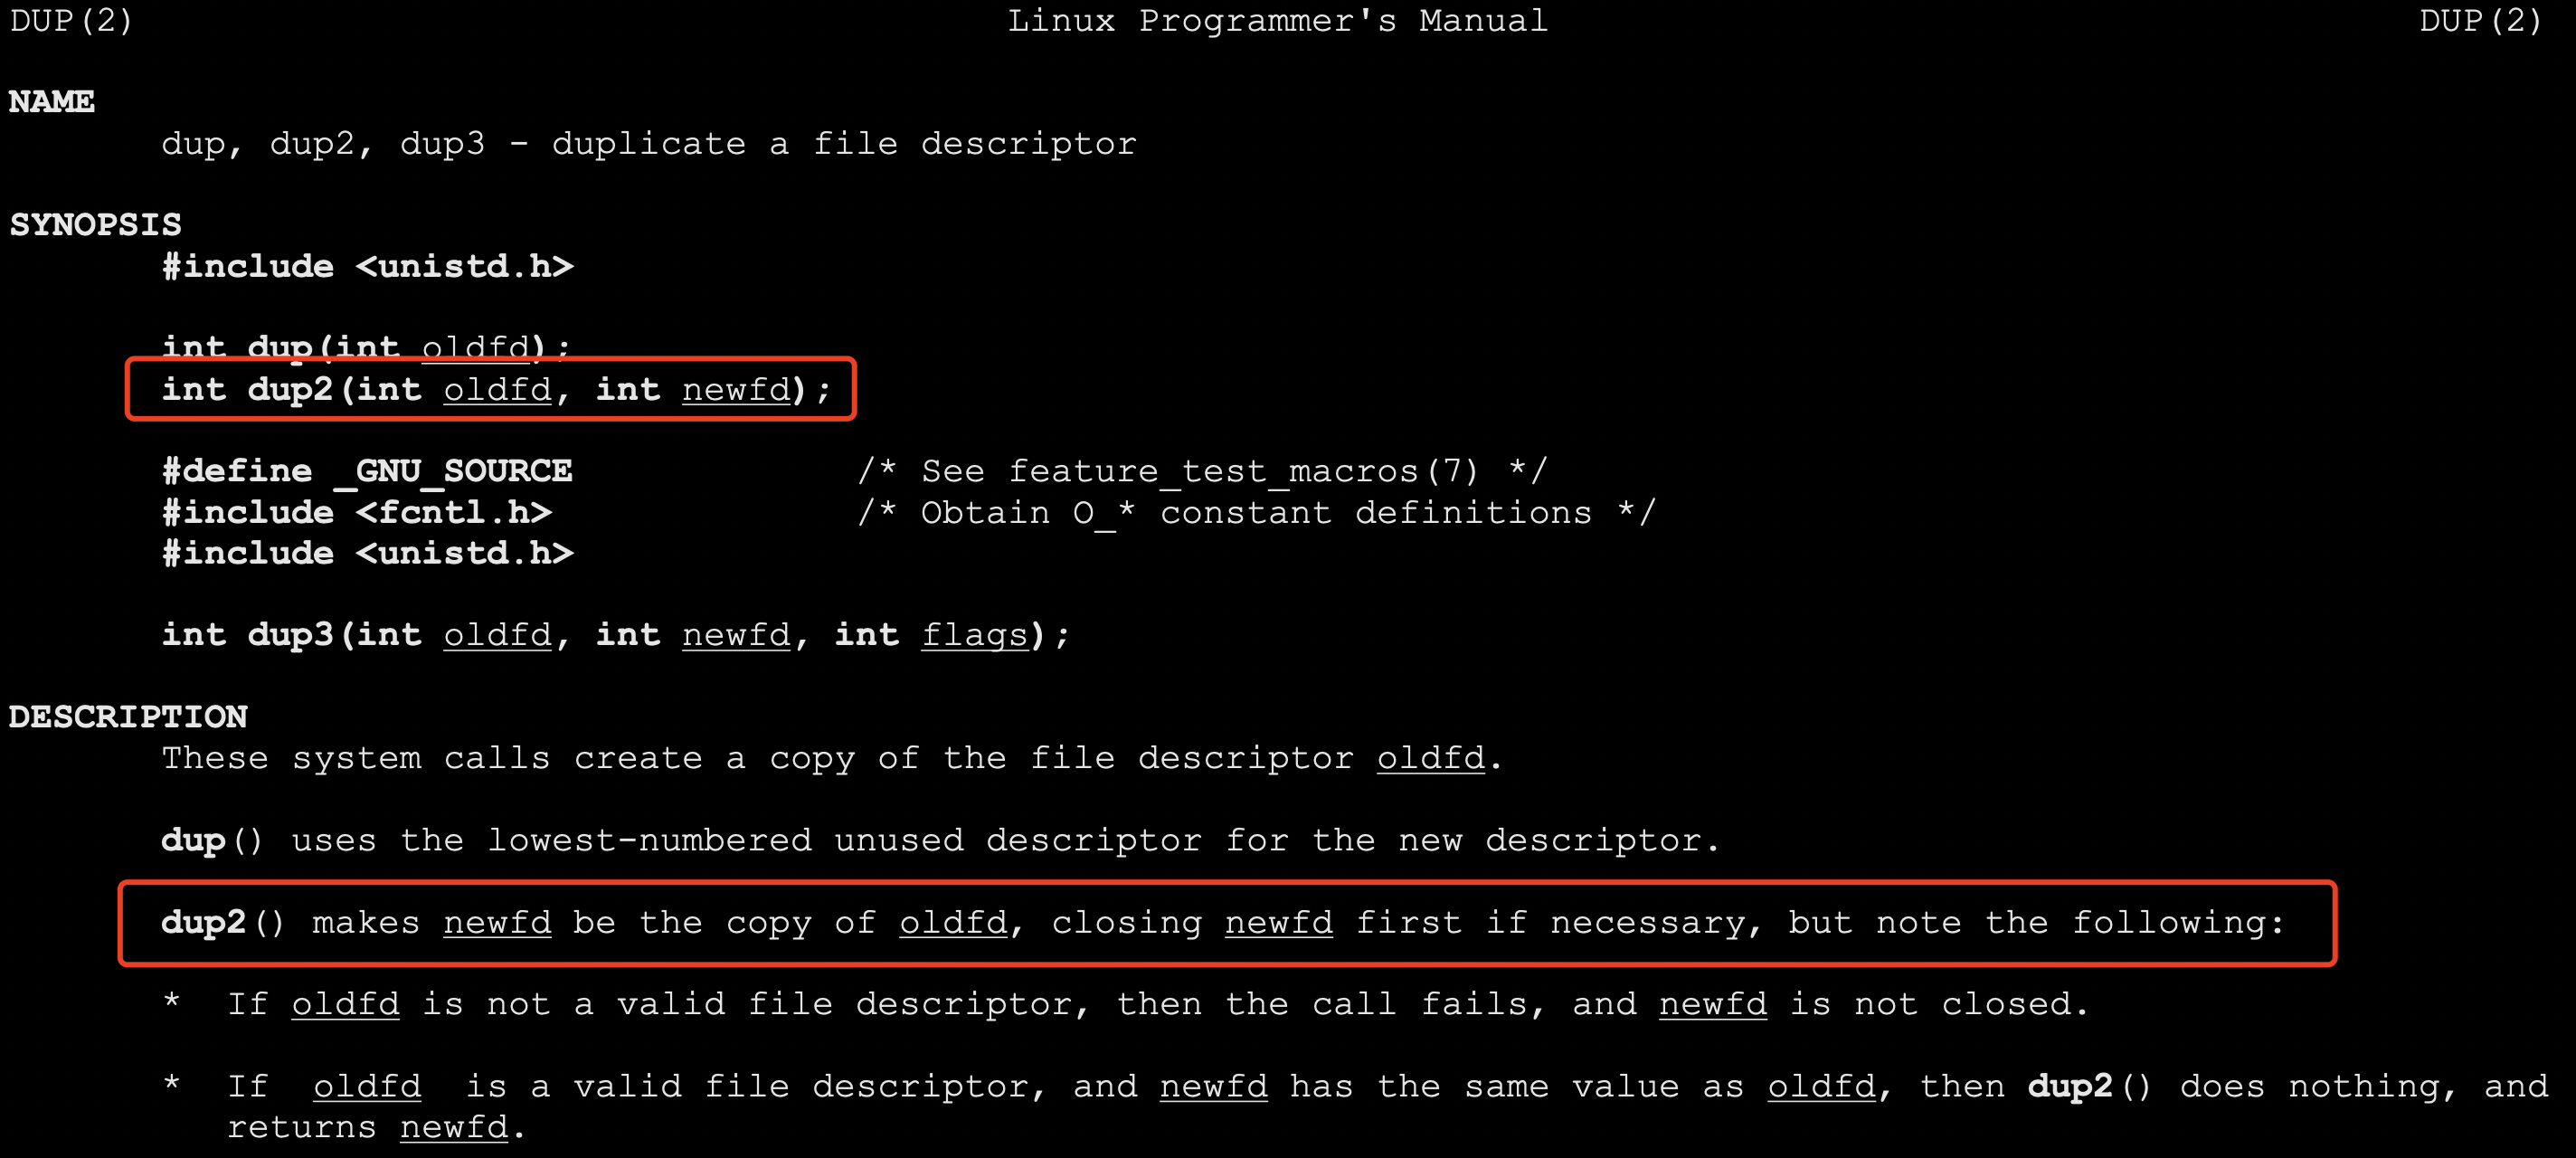 DUP(2) Linux Programmer's Manual DUP(2)
NAME
dup, dup2, dup3 - duplicate a file descriptor
SYNOPSIS
#include <unistd.h>
int dup(int oldfd);
int dup2(int oldfd, int newfd);
#define _GNU_SOURCE /* See feature_test_macros(7) */
#include <fcntl.h> /* Obtain O_* constant definitions */
#include <unistd.h>
int dup3(int oldfd, int newfd, int flags);
DESCRIPTION
These system calls create a copy of the file descriptor oldfd.
dup() uses the lowest-numbered unused descriptor for the new descriptor.
dup2() makes newfd be the copy of oldfd, closing newfd first if necessary, but note the following:
* If oldfd is not a valid file descriptor, then the call fails, and newfd is not closed.
* If oldfd is a valid file descriptor, and newfd has the same value as oldfd, then dup2() does nothing, and
returns newfd.